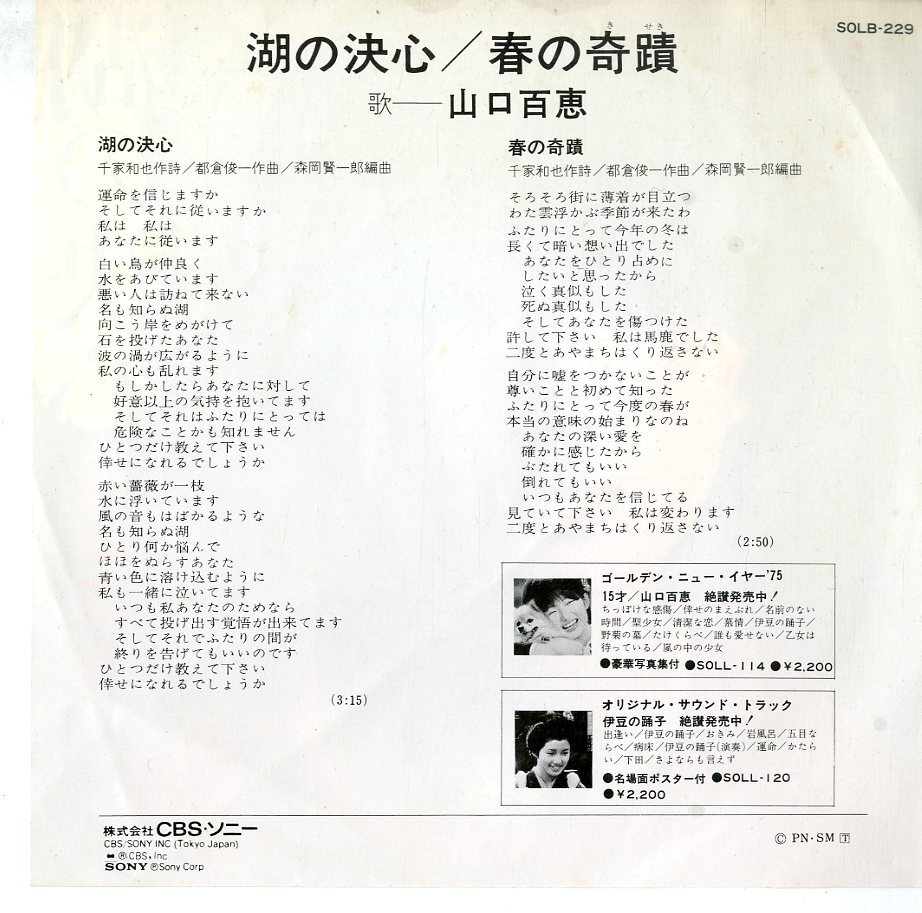 SOLB-229
湖の決心／春の奇蹟
きせき
歌──山口百恵
湖の決心
千家和也作詩／都倉俊一作曲／森岡賢一郎編曲
運命を信じますか
そしてそれに従いますか
私は　私は
あなたに従います
白い鳥が仲良く
水をあびています
悪い人は訪ねて来ない
名も知らぬ湖
向こう岸をめがけて
石を投げたあなた
波の渦が広がるように
私の心も乱れます
もしかしたらあなたに対して
好意以上の気持を抱いてます
そしてそれはふたりにとっては
危険なことかも知れません
ひとつだけ教えて下さい
倖せになれるでしょうか
赤い薔薇が一枝
水に浮いています
風の音もはばかるような
名も知らぬ湖
ひとり何か悩んで
ほほをぬらすあなた
青い色に溶け込むように
私も一緒に泣いてます
いつも私あなたのためなら
すべて投げ出す覚悟が出来てます
そしてそれでふたりの間が
終りを告げてもいいのです
ひとつだけ教えて下さい
倖せになれるでしょうか
(3:15)
春の奇蹟
千家和也作詩／都倉俊一作曲／森岡賢一郎編曲
そろそろ街に薄着が目立つ
わた雲浮かぶ季節が来たわ
ふたりにとって今年の冬は
長くて暗い想い出でした
あなたをひとり占めに
したいと思ったから
泣く真似もした
死ぬ真似もした
そしてあなたを傷つけた
許して下さい　私は馬鹿でした
二度とあやまちはくり返さない
自分に嘘をつかないことが
尊いことと初めて知った
ふたりにとって今度の春が
本当の意味の始まりなのね
あなたの深い愛を
確かに感じたから
ぶたれてもいい
倒れてもいい
いつもあなたを信じてる
見ていて下さい　私は変わります
二度とあやまちはくり返さない
(2:50)
ゴールデン・ニュー・イヤー'75
15才／山口百恵　絶讃発売中！
ちっぽけな感傷／倖せのまえぶれ／名前のない
時間／聖少女／清潔な恋／慕情／伊豆の踊子／
野菊の墓／たけくらべ／誰も愛せない／乙女は
待っている／嵐の中の少女
●豪華写真集付 ●SOLL-114 ●￥2,200
オリジナル・サウンド・トラック
伊豆の踊子　絶讃発売中！
出逢い／伊豆の踊子／おきみ／岩風呂／五目な
らべ／病床／伊豆の踊子(演奏)／運命／かたら
い／下田／さよならも言えず
●名場面ポスター付 ●SOLL-120
●￥2,200
株式会社 CBS・ソニー
CBS/SONY INC (Tokyo Japan)
ⓇCBS, Inc
SONY ⓇSony Corp
Ⓒ PN・SM 🅃